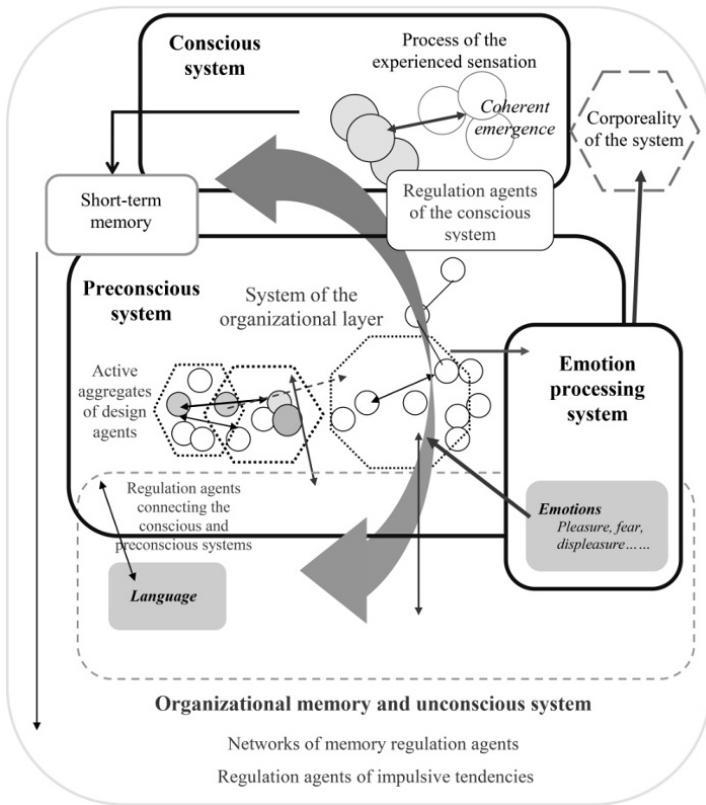 Conscious
system
Process of the
experienced sensation
Coherent
emergence
Corporeality
of the system
Short-term
memory
Regulation agents
of the conscious
system
Preconscious
system
System of the
organizational layer
Active
aggregates
of design
agents
Emotion
processing
system
Regulation agents
connecting the
conscious and
preconscious systems
Emotions
Pleasure, fear,
displeasure……
Language
Organizational memory and unconscious system
Networks of memory regulation agents
Regulation agents of impulsive tendencies